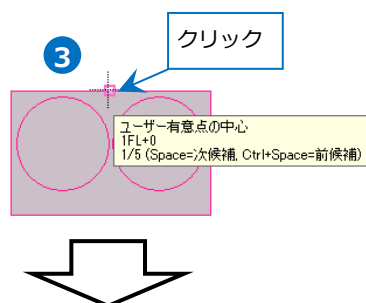 クリック
3
ユーザー有意点の中心
1FL+0
1/5 (Space=次候補, Ctrl+Space=前候補)